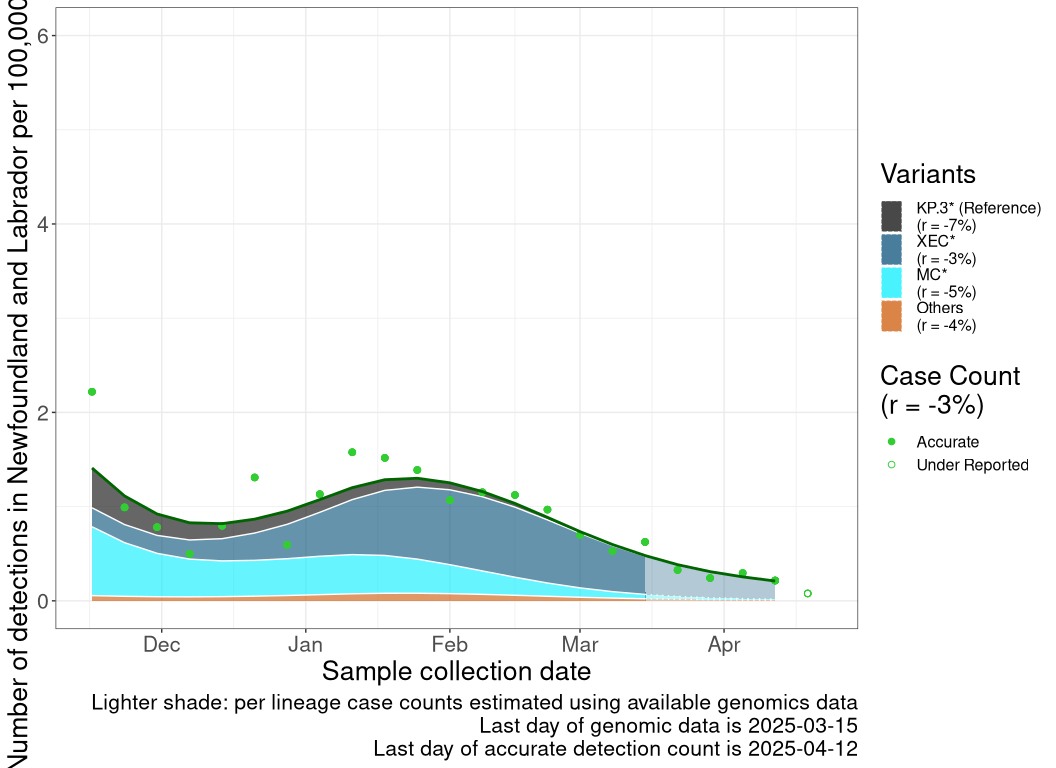 Number of detections in Newfoundland and Labrador per 100,000
6
4
2
0
Dec Jan Feb Mar Apr
Sample collection date
Lighter shade: per lineage case counts estimated using available genomics data
Last day of genomic data is 2025-03-15
Last day of accurate detection count is 2025-04-12
Variants
KP.3* (Reference)
(r = -7%)
XEC*
(r = -3%)
MC*
(r = -5%)
Others
(r = -4%)
Case Count
(r = -3%)
Accurate
Under Reported